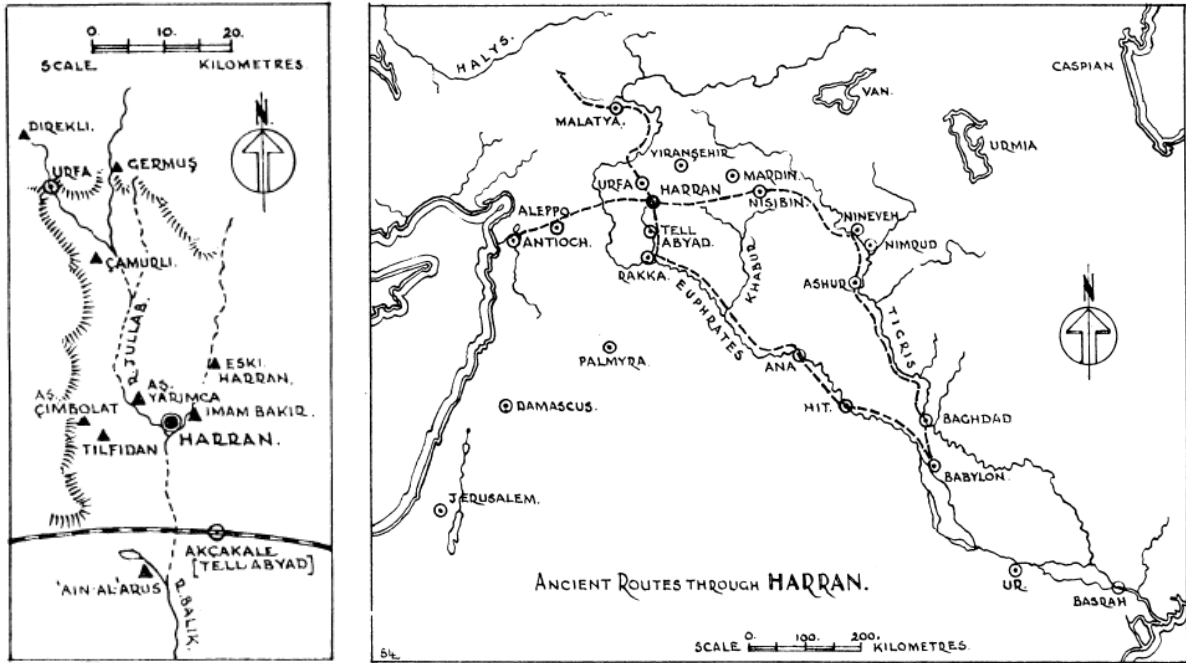 0. 10. 20.
SCALE KILOMETRES.
DIREKLI.
N.
URFA
GERMUŞ
ÇAMURLI.
R. JULLAB.
ESKI
HARRAN.
AŞ.
YARIMCA
AŞ.
ÇIMBOLAT
IMAM BAKIR.
HARRAN.
TILFIDAN
AKÇAKALE
[TELL ABYAD]
'AIN-AL-'ARUS
R. BALIK.
HALYS.
CASPIAN
VAN.
MALATYA.
URMIA
VIRANŞEHIR
MARDIN.
URFA
HARRAN
NISIBIN.
ALEPPO.
ANTIOCH.
TELL
ABYAD.
NINEVEH
NIMRUD
RAKKA.
KHABUR
ASHUR
EUPHRATES
TIGRIS
N
PALMYRA.
ANA
DAMASCUS.
HIT.
BAGHDAD
BABYLON.
JERUSALEM.
UR.
BASRAH
ANCIENT ROUTES THROUGH HARRAN.
0. 100. 200.
SCALE KILOMETRES.